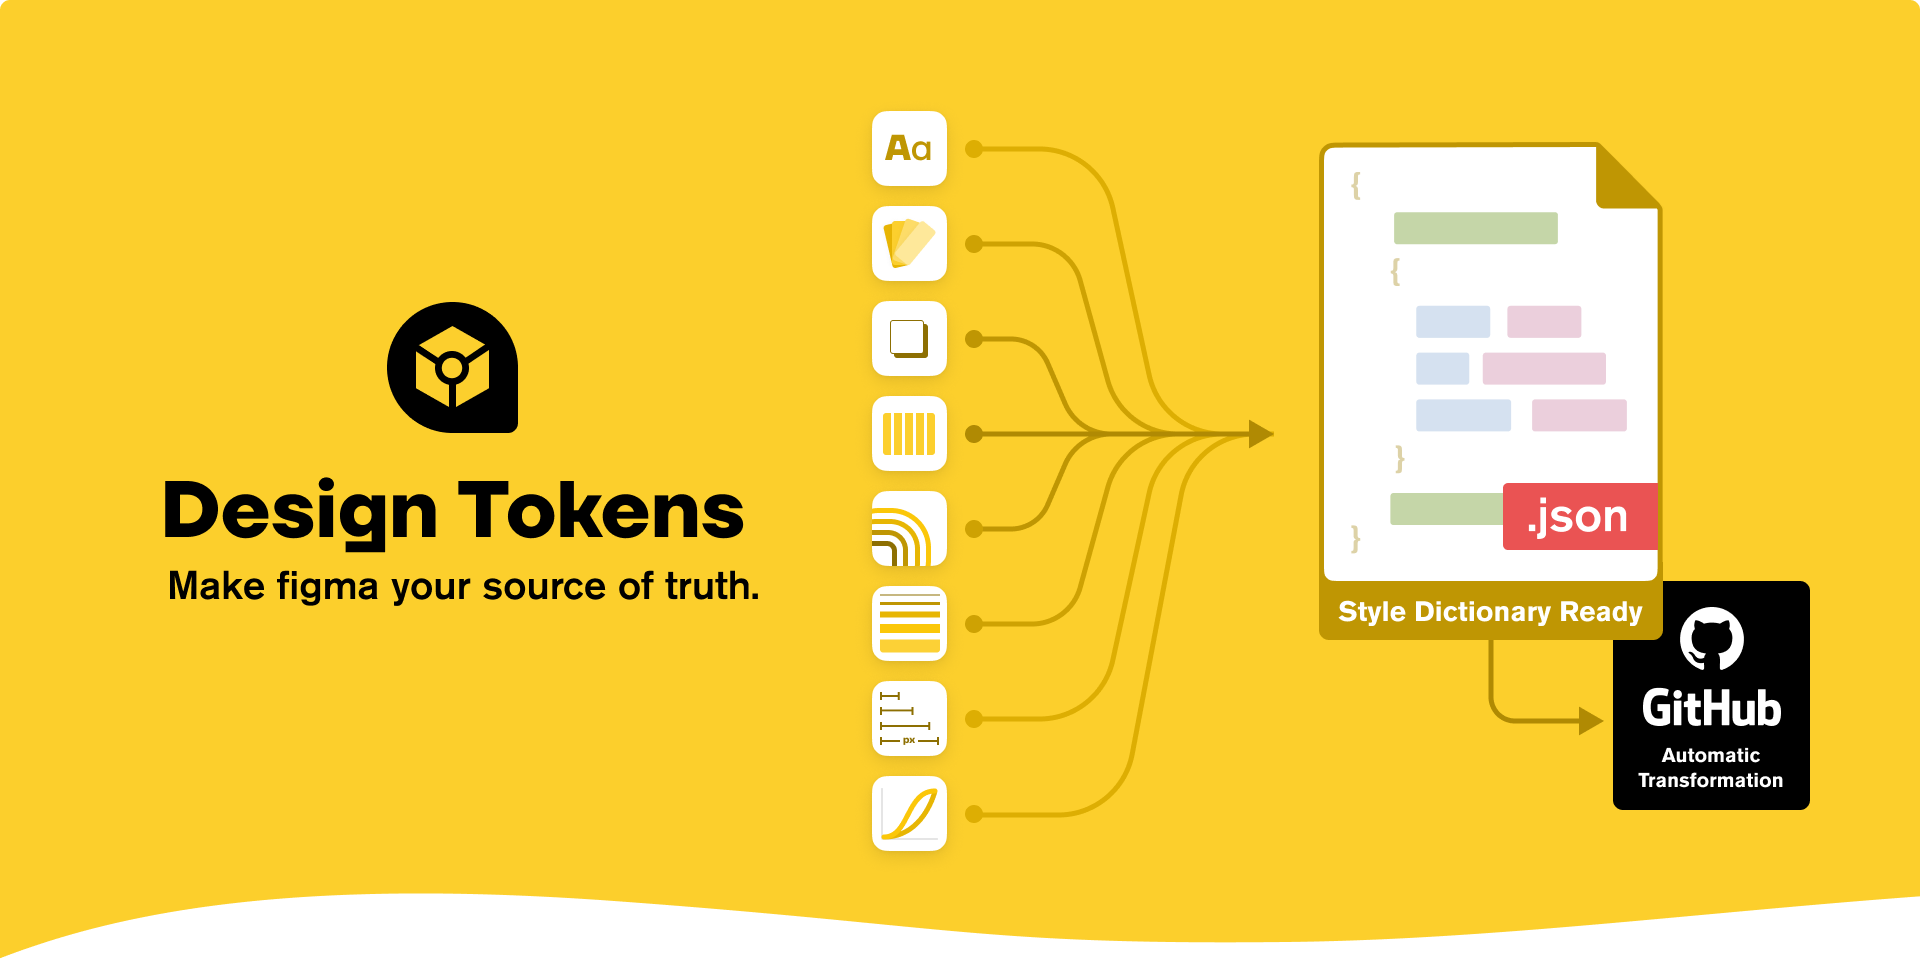 Design Tokens
Make figma your source of truth.
Aa
px
{
{
}
}
.json
Style Dictionary Ready
GitHub
Automatic
Transformation